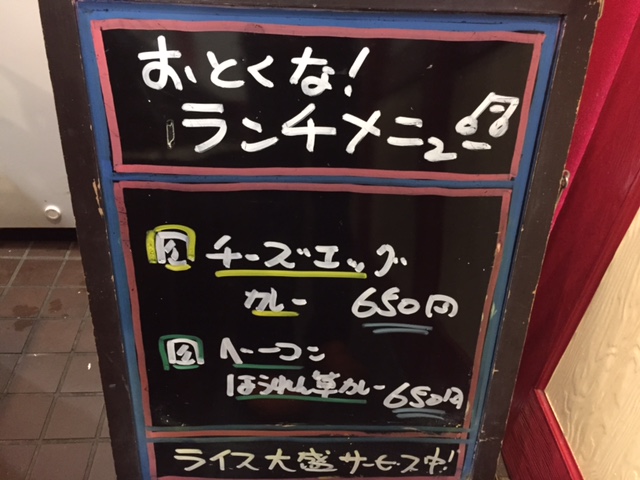 おとくな!
ランチメニュー
チーズエッグ
カレー 650円
ベーコン
ほうれん草カレー 650円
ライス大盛サービス中!